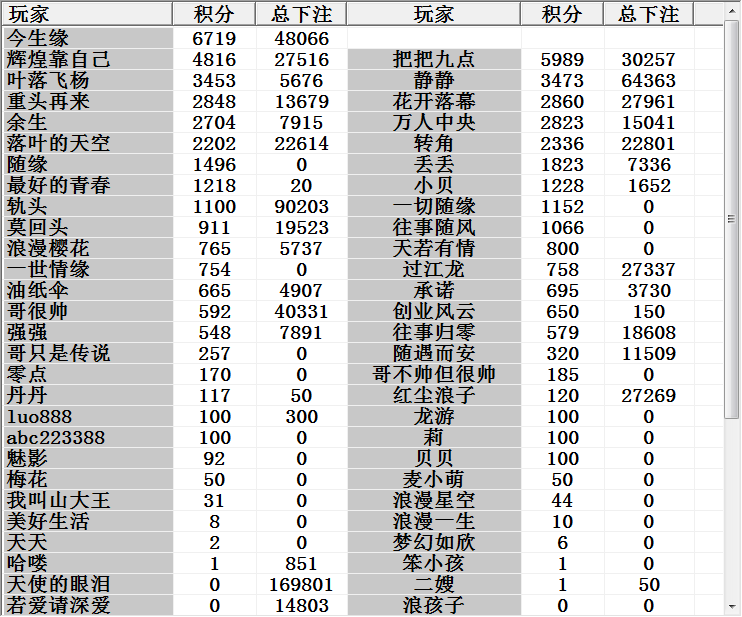 玩家 积分 总下注 玩家 积分 总下注
今生缘 6719 48066
辉煌靠自己 4816 27516 把把九点 5989 30257
叶落飞杨 3453 5676 静静 3473 64363
重头再来 2848 13679 花开落幕 2860 27961
余生 2704 7915 万人中央 2823 15041
落叶的天空 2202 22614 转角 2336 22801
随缘 1496 0 丢丢 1823 7336
最好的青春 1218 20 小贝 1228 1652
轨头 1100 90203 一切随缘 1152 0
莫回头 911 19523 往事随风 1066 0
浪漫樱花 765 5737 天若有情 800 0
一世情缘 754 0 过江龙 758 27337
油纸伞 665 4907 承诺 695 3730
哥很帅 592 40331 创业风云 650 150
强强 548 7891 往事归零 579 18608
哥只是传说 257 0 随遇而安 320 11509
零点 170 0 哥不帅但很帅 185 0
丹丹 117 50 红尘浪子 120 27269
luo888 100 300 龙游 100 0
abc223388 100 0 莉 100 0
魅影 92 0 贝贝 100 0
梅花 50 0 麦小萌 50 0
我叫山大王 31 0 浪漫星空 44 0
美好生活 8 0 浪漫一生 10 0
天天 2 0 梦幻如欣 6 0
哈喽 1 851 笨小孩 1 0
天使的眼泪 0 169801 二嫂 1 50
若爱请深爱 0 14803 浪孩子 0 0